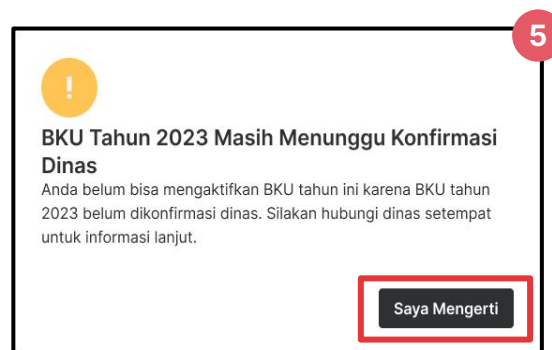 5
!
BKU Tahun 2023 Masih Menunggu Konfirmasi
Dinas
Anda belum bisa mengaktifkan BKU tahun ini karena BKU tahun
2023 belum dikonfirmasi dinas. Silakan hubungi dinas setempat
untuk informasi lanjut.
Saya Mengerti